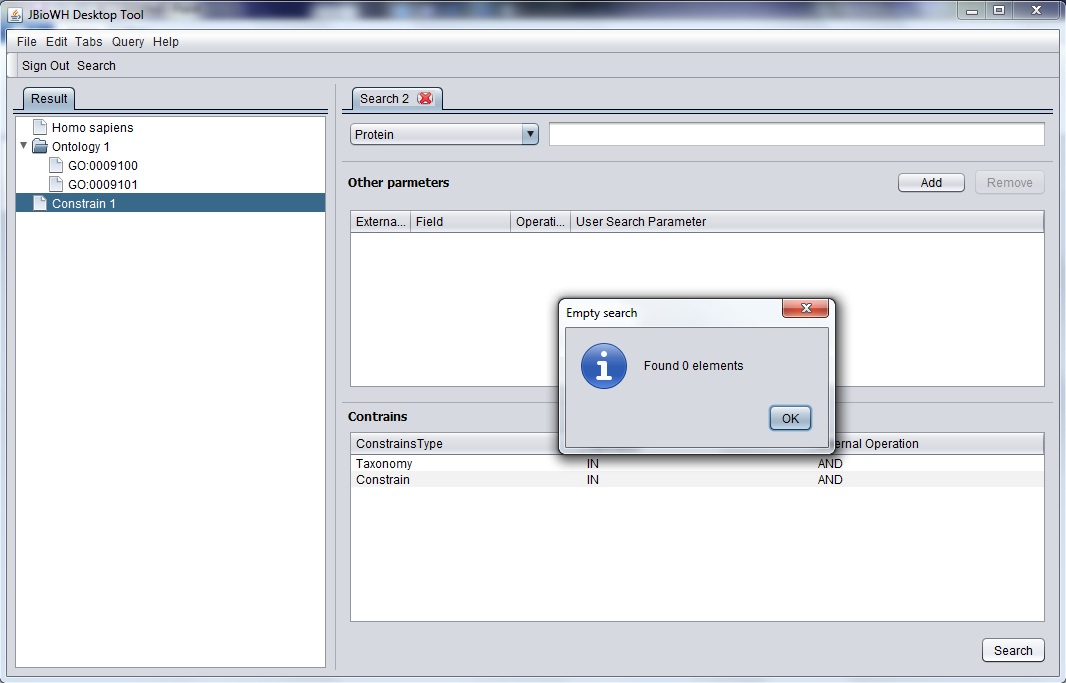 JBioWH Desktop Tool
File Edit Tabs Query Help
Sign Out Search
Result
Homo sapiens
Ontology 1
GO:0009100
GO:0009101
Constrain 1
Search 2
Protein
Other parmeters
Add
Remove
Externa... Field Operati... User Search Parameter
Empty search
Found 0 elements
OK
Contrains
ConstrainsType ernal Operation
Taxonomy IN AND
Constrain IN AND
Search